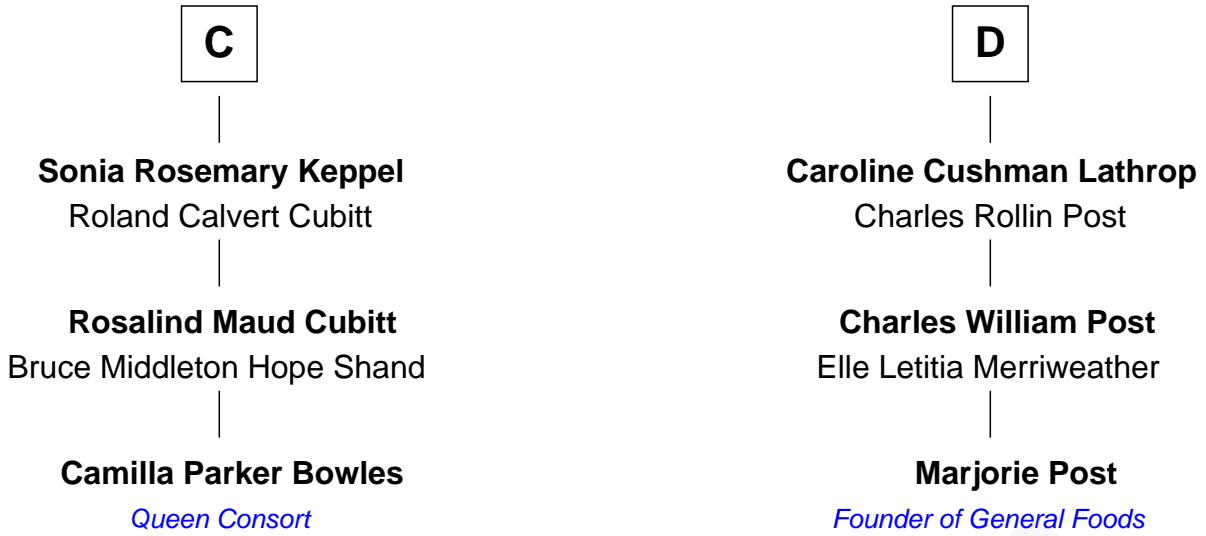 C
Sonia Rosemary Keppel
Roland Calvert Cubitt
Rosalind Maud Cubitt
Bruce Middleton Hope Shand
Camilla Parker Bowles
Queen Consort
D
Caroline Cushman Lathrop
Charles Rollin Post
Charles William Post
Elle Letitia Merriweather
Marjorie Post
Founder of General Foods